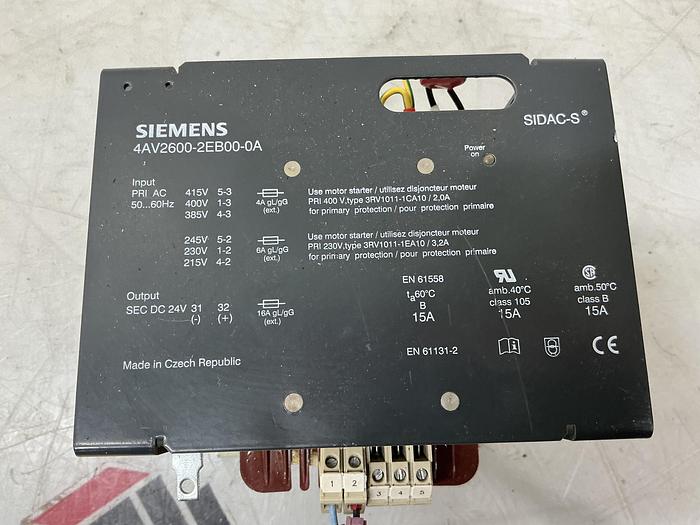 SIEMENS
4AV2600-2EB00-0A
SIDAC-S®
Power
on
Input
PRI AC 415V 5-3
50...60Hz 400V 1-3
385V 4-3
4A gL/gG
(ext.)
Use motor starter / utilisez disjoncteur moteur
PRI 400 V,type 3RV1011-1CA10 / 2,0A
for primary protection / pour protection primaire
245V 5-2
230V 1-2
215V 4-2
6A gL/gG
(ext.)
Use motor starter / utilisez disjoncteur moteur
PRI 230V,type 3RV1011-1EA10 / 3,2A
for primary protection / pour protection primaire
Output
SEC DC 24V 31 32
(-) (+)
16A gL/gG
(ext.)
EN 61558
ta60°C
B
15A
amb.40°C
class 105
15A
amb.50°C
class B
15A
EN 61131-2
CE
Made in Czech Republic
1 2 3 4 5